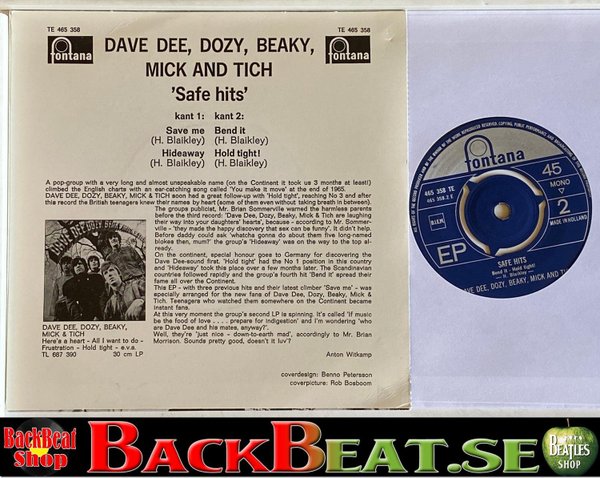 TE 465 358
TE 465 358
fontana
fontana
DAVE DEE, DOZY, BEAKY,
MICK AND TICH
'Safe hits'
kant 1:
kant 2:
Save me
(H. Blaikley)
Bend it
(H. Blaikley)
Hideaway
(H. Blaikley)
Hold tight!
(H. Blaikley)
A pop-group with a very long and almost unspeakable name (on the Continent it took us 3 months at least!)
climbed the English charts with an ear-catching song called 'You make it move' at the end of 1965.
DAVE DEE, DOZY, BEAKY, MICK & TICH soon had a great follow-up with 'Hold tight', reaching No 3 and after
this record the British teenagers knew their names by heart (some of them even without taking breath in between).
The groups publicist, Mr. Brian Sommerville warned the harmless parents
before the third record: 'Dave Dee, Dozy, Beaky, Mick & Tich are laughing
their way into your daughters' hearts', because - according to Mr. Sommer-
ville - 'they made the happy discovery that sex can be funny'. It didn't help.
Before daddy could ask 'whatcha gonna do about them five long-named
blokes then, mum?' the group's 'Hideaway' was on the way to the top al-
ready.
On the continent, special honour goes to Germany for discovering the
Dave Dee-sound first. 'Hold tight' had the No 1 position in this country
and 'Hideaway' took this place over a few months later. The Scandinavian
countries followed rapidly and the group's fourth hit 'Bend it' spread their
fame all over the Continent.
This EP - with three previous hits and their latest climber 'Save me' - was
specially arranged for the new fans of Dave Dee, Dozy, Beaky, Mick and
Tich. Teenagers who watched them somewhere on the Continent became
instant fans.
At this very moment the group's second LP is spinning. It's called 'If music
be the food of love . . . . prepare for indigestion' and I'm wondering 'who
are Dave Dee and his mates, anyway?'.
Well, they're 'just nice - down-to-earth mad', accordingly to Mr. Brian
Morrison. Sounds pretty good, doesn't it luv'?
Anton Witkamp
DAVE DEE, DOZY, BEAKY,
MICK & TICH
Here's a heart - All I want to do -
Frustration - Hold tight - e.v.a.
TL 687 390
30 cm LP
coverdesign: Benno Petersson
coverpicture: Rob Bosboom
fontana
465 358 TE
465 358 2 E
45
MONO
2
MADE IN HOLLAND
EP
SAFE HITS
Bend it - Hold tight!
H. Blaikley
DAVE DEE, DOZY, BEAKY, MICK AND TICH
BackBeat
Shop
BACKBEAT.SE
BEATLES
SHOP